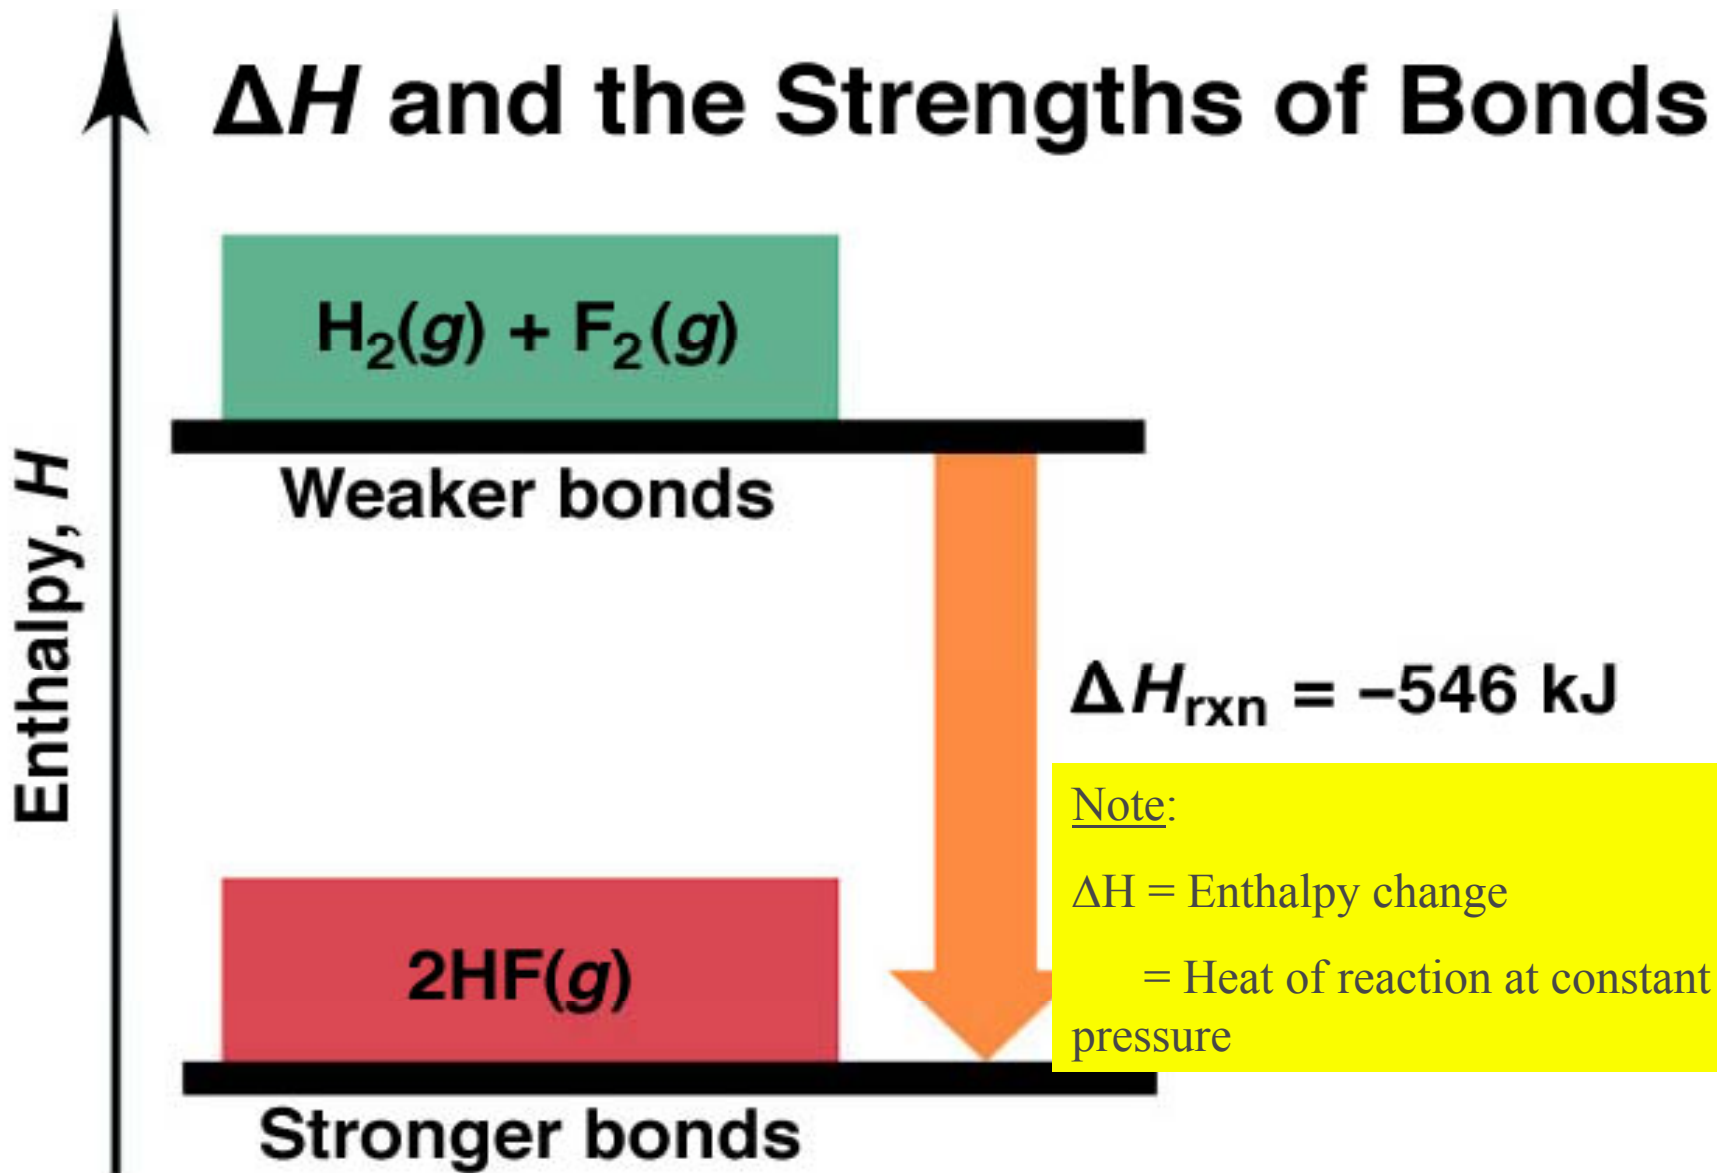 ΔH and the Strengths of Bonds
H₂(g) + F₂(g)
Weaker bonds
Enthalpy, H
ΔHrxn = –546 kJ
Note:
ΔH = Enthalpy change
= Heat of reaction at constant
pressure
2HF(g)
Stronger bonds